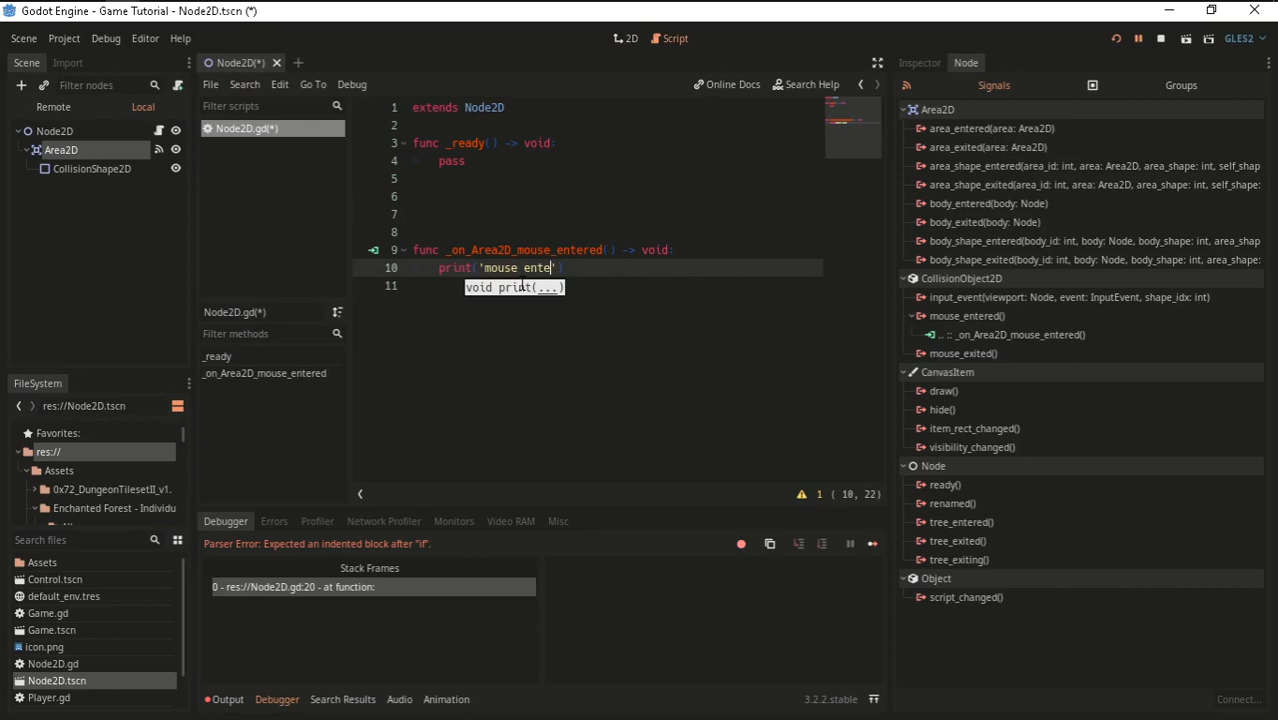 Godot Engine - Game Tutorial - Node2D.tscn (*)
Scene Project Debug Editor Help
2D Script
GLES2
Scene Import
Filter nodes
Remote Local
Node2D
Area2D
CollisionShape2D
FileSystem
res://Node2D.tscn
Favorites:
res://
Assets
0x72_DungeonTilesetII_v1.
Enchanted Forest - Individu
Search files
Assets
Control.tscn
default_env.tres
Game.gd
Game.tscn
icon.png
Node2D.gd
Node2D.tscn
Player.gd
Node2D(*)
File Search Edit Go To Debug
Online Docs Search Help
Filter scripts
Node2D.gd(*)
Node2D.gd(*)
Filter methods
_ready
_on_Area2D_mouse_entered
1 extends Node2D
2
3 func _ready() -> void:
4 pass
5
6
7
8
9 func _on_Area2D_mouse_entered() -> void:
10 print('mouse ente')
11
void print(...)
1 ( 10, 22)
Debugger Errors Profiler Network Profiler Monitors Video RAM Misc
Parser Error: Expected an indented block after "if".
Stack Frames
0 - res://Node2D.gd:20 - at function:
Output Debugger Search Results Audio Animation
3.2.2.stable
Inspector Node
Signals Groups
Area2D
area_entered(area: Area2D)
area_exited(area: Area2D)
area_shape_entered(area_id: int, area: Area2D, area_shape: int, self_shap
area_shape_exited(area_id: int, area: Area2D, area_shape: int, self_shape:
body_entered(body: Node)
body_exited(body: Node)
body_shape_entered(body_id: int, body: Node, body_shape: int, area_shap
body_shape_exited(body_id: int, body: Node, body_shape: int, area_shape:
CollisionObject2D
input_event(viewport: Node, event: InputEvent, shape_idx: int)
mouse_entered()
.. :: _on_Area2D_mouse_entered()
mouse_exited()
CanvasItem
draw()
hide()
item_rect_changed()
visibility_changed()
Node
ready()
renamed()
tree_entered()
tree_exited()
tree_exiting()
Object
script_changed()
Connect...